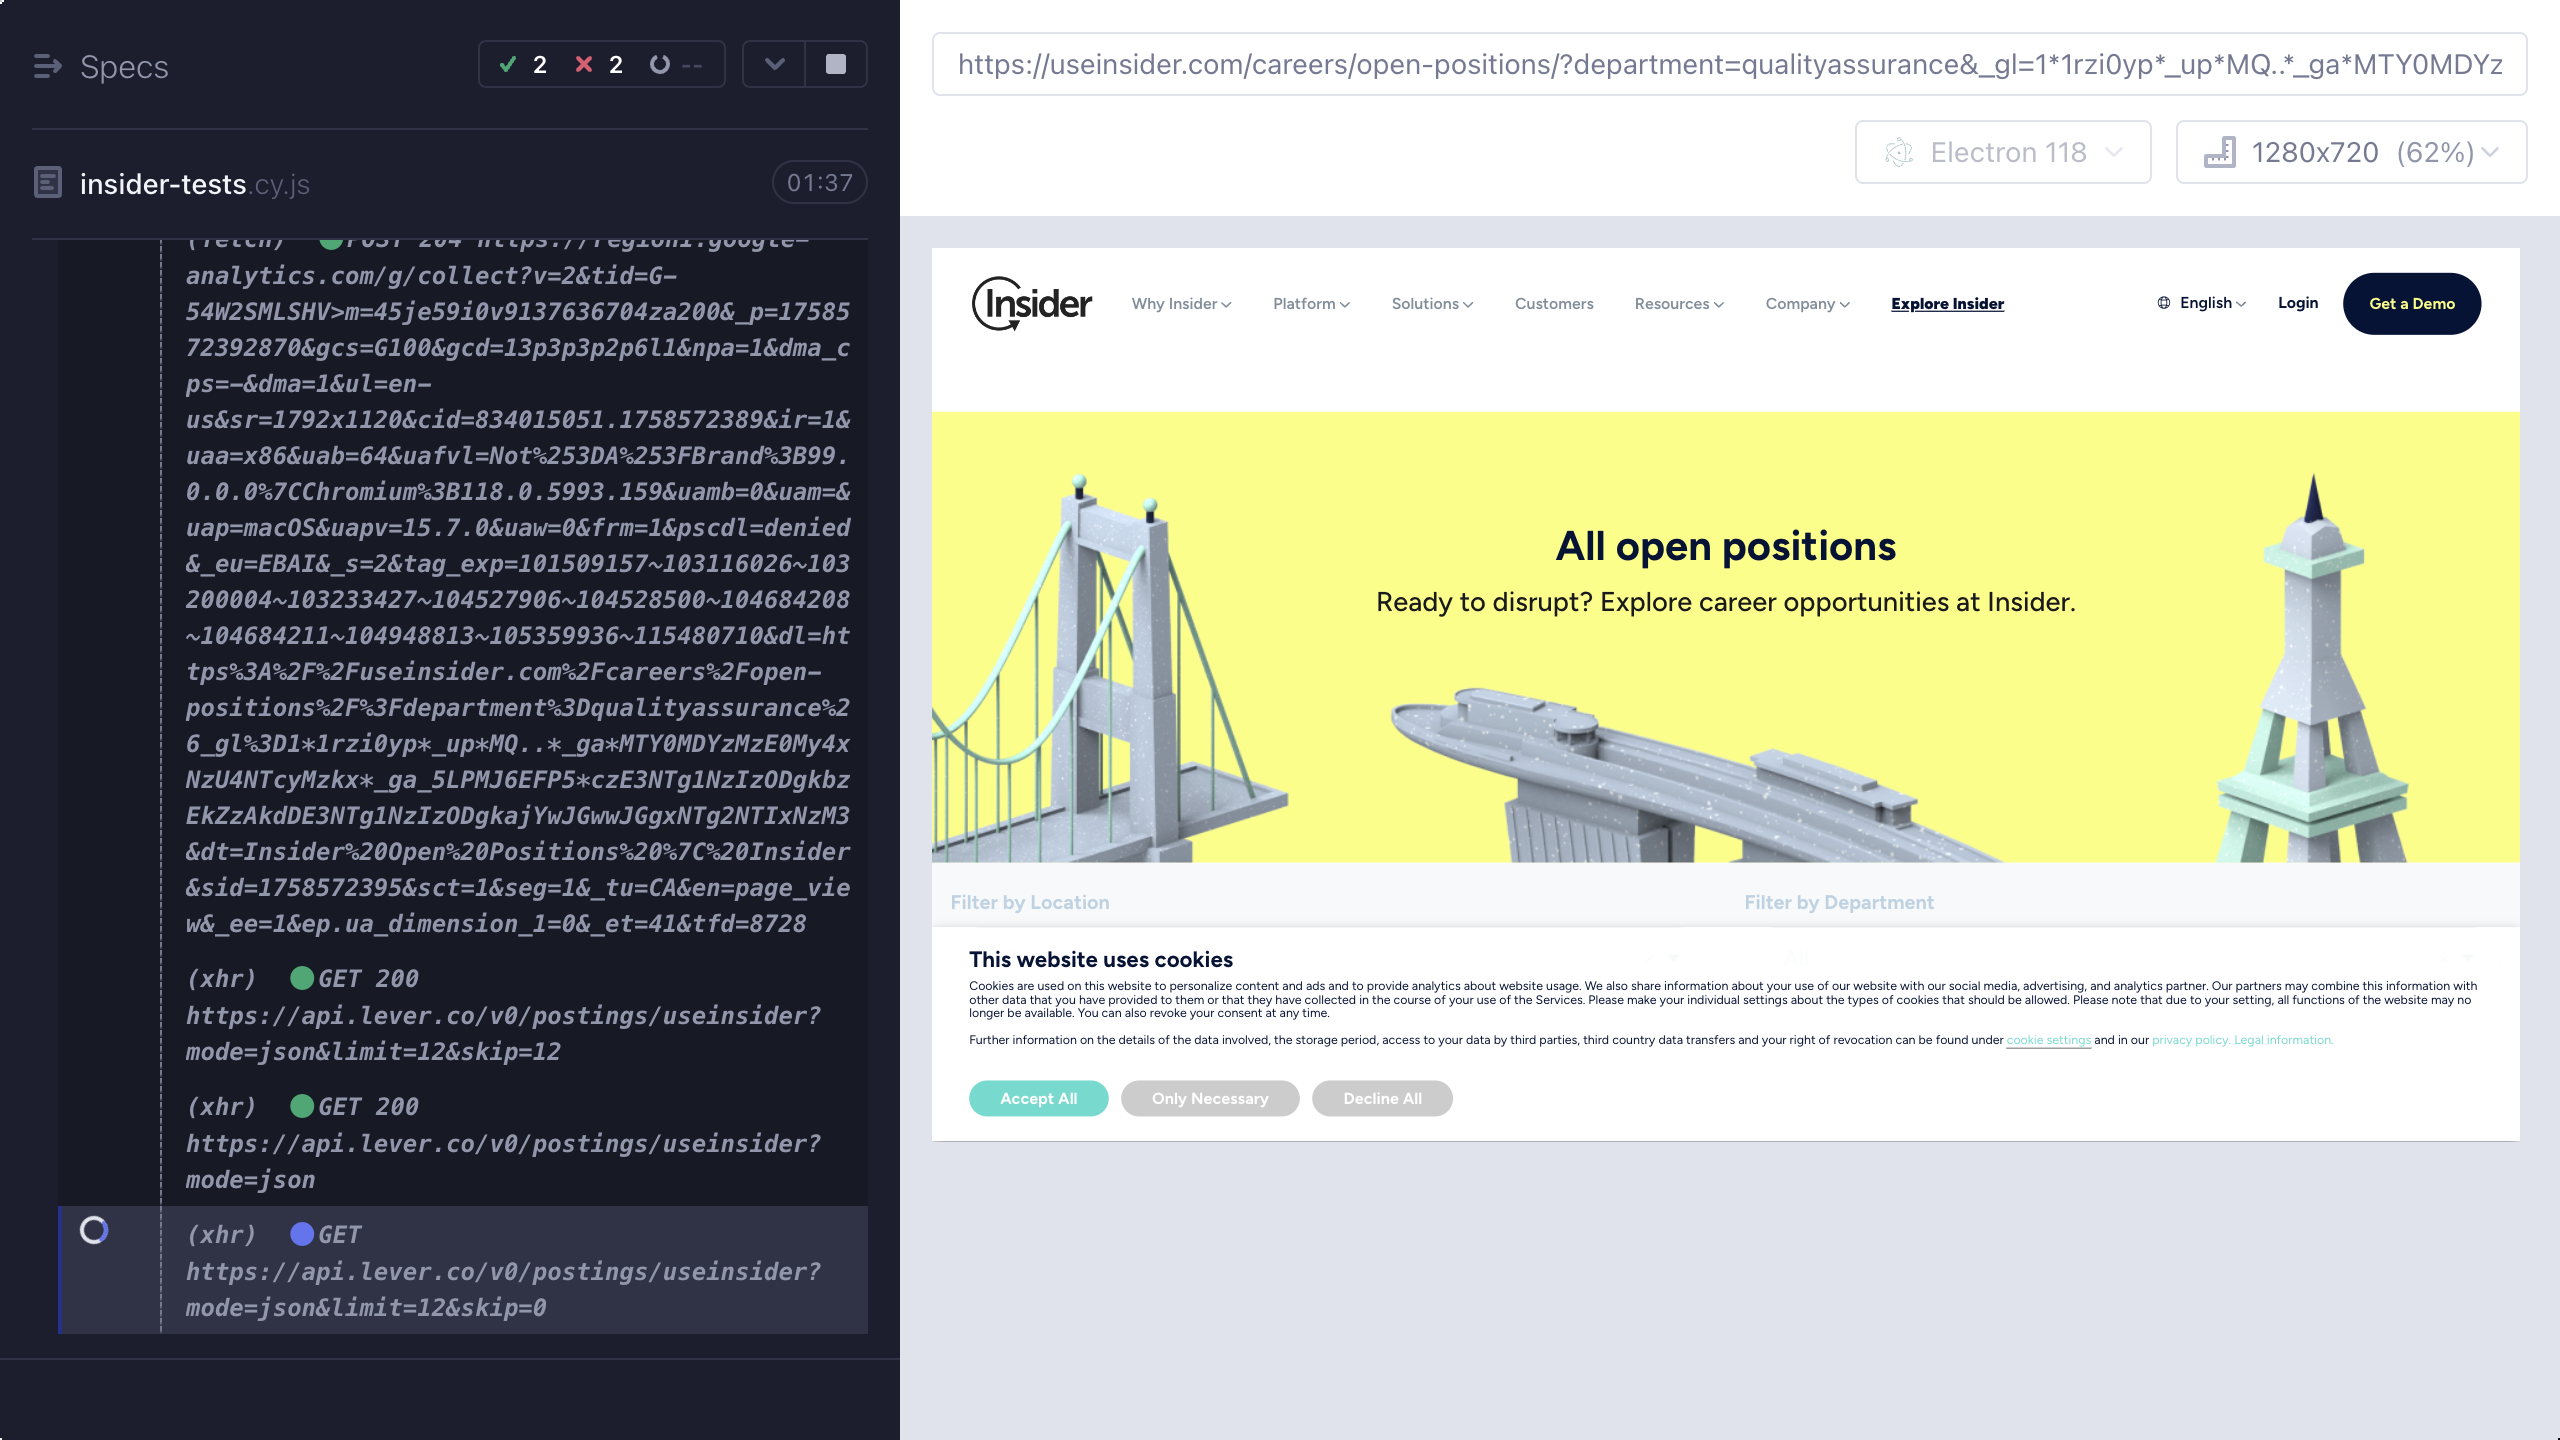 Specs
2
2
--
insider-tests.cy.js
01:37
(fetch) POST 204 https://region1.google-
analytics.com/g/collect?v=2&tid=G-
54W2SMLSHV>m=45je59i0v9137636704za200&_p=17585
72392870&gcs=G100&gcd=13p3p3p2p6l1&npa=1&dma_c
ps=-&dma=1&ul=en-
us&sr=1792x1120&cid=834015051.1758572389&ir=1&
uaa=x86&uab=64&uafvl=Not%253DA%253FBrand%3B99.
0.0.0%7CChromium%3B118.0.5993.159&uamb=0&uam=&
uap=macOS&uapv=15.7.0&uaw=0&frm=1&pscdl=denied
&_eu=EBAI&_s=2&tag_exp=101509157~103116026~103
200004~103233427~104527906~104528500~104684208
~104684211~104948813~105359936~115480710&dl=ht
tps%3A%2F%2Fuseinsider.com%2Fcareers%2Fopen-
positions%2F%3Fdepartment%3Dqualityassurance%2
6_gl%3D1*1rzi0yp*_up*MQ..*_ga*MTY0MDYzMzE0My4x
NzU4NTcyMzkx*_ga_5LPMJ6EFP5*czE3NTg1NzIzODgkbz
EkZzAkdDE3NTg1NzIzODgkajYwJGwwJGgxNTg2NTIxNzM3
&dt=Insider%20Open%20Positions%20%7C%20Insider
&sid=1758572395&sct=1&seg=1&_tu=CA&en=page_vie
w&_ee=1&ep.ua_dimension_1=0&_et=41&tfd=8728
(xhr) GET 200
https://api.lever.co/v0/postings/useinsider?
mode=json&limit=12&skip=12
(xhr) GET 200
https://api.lever.co/v0/postings/useinsider?
mode=json
(xhr) GET
https://api.lever.co/v0/postings/useinsider?
mode=json&limit=12&skip=0
https://useinsider.com/careers/open-positions/?department=qualityassurance&_gl=1*1rzi0yp*_up*MQ..*_ga*MTY0MDYz
Electron 118
1280x720 (62%)
Insider
Why Insider
Platform
Solutions
Customers
Resources
Company
Explore Insider
English
Login
Get a Demo
All open positions
Ready to disrupt? Explore career opportunities at Insider.
Filter by Location
Filter by Department
All
This website uses cookies
Cookies are used on this website to personalize content and ads and to provide analytics about website usage. We also share information about your use of our website with our social media, advertising, and analytics partner. Our partners may combine this information with
other data that you have provided to them or that they have collected in the course of your use of the Services. Please make your individual settings about the types of cookies that should be allowed. Please note that due to your setting, all functions of the website may no
longer be available. You can also revoke your consent at any time.
Further information on the details of the data involved, the storage period, access to your data by third parties, third country data transfers and your right of revocation can be found under cookie settings and in our privacy policy. Legal information.
Accept All
Only Necessary
Decline All